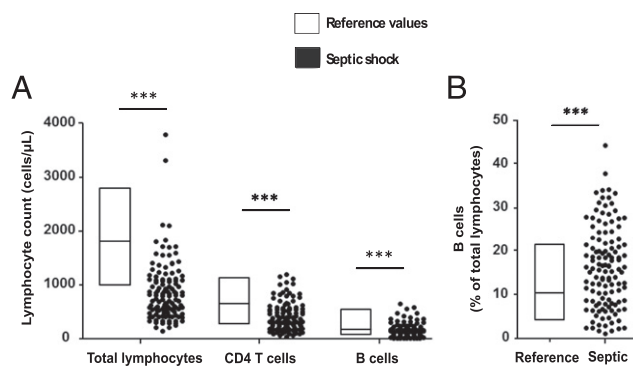 Reference values
Septic shock
A
B
***
***
***
***
Lymphocyte count (cells/µL)
4000
3000
2000
1000
0
Total lymphocytes
CD4 T cells
B cells
B cells
(% of total lymphocytes)
50
40
30
20
10
0
Reference
Septic